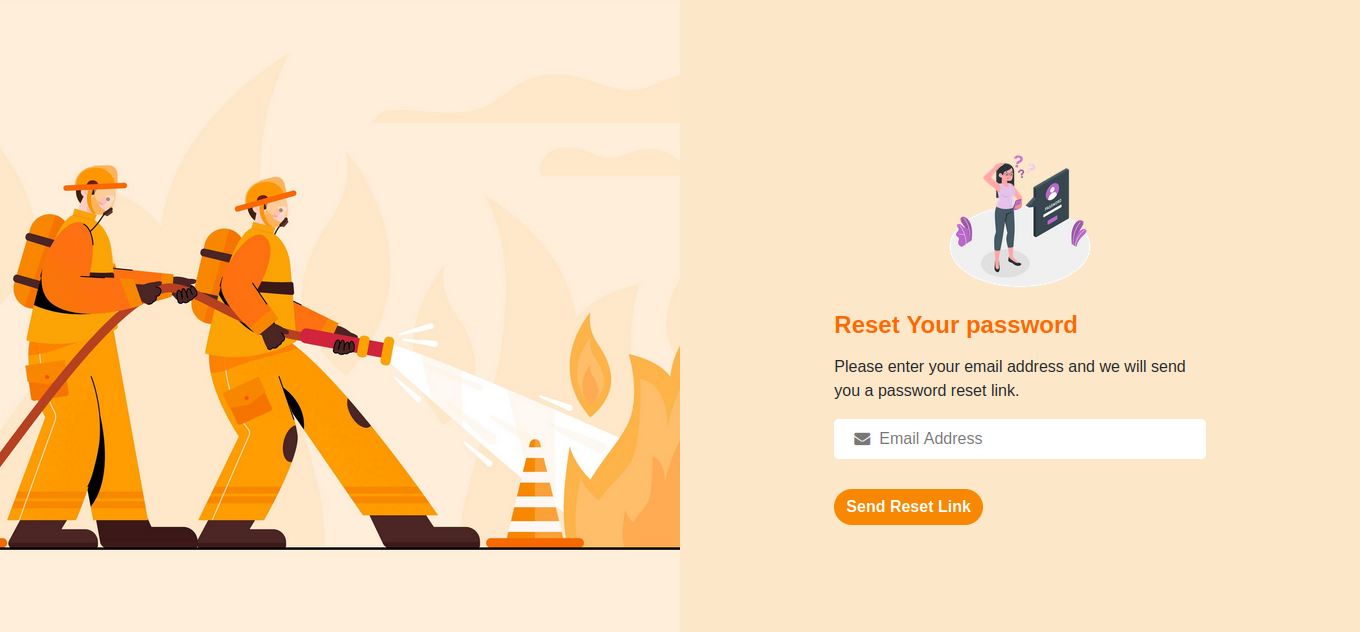 Reset Your password
Please enter your email address and we will send
you a password reset link.
Email Address
Send Reset Link